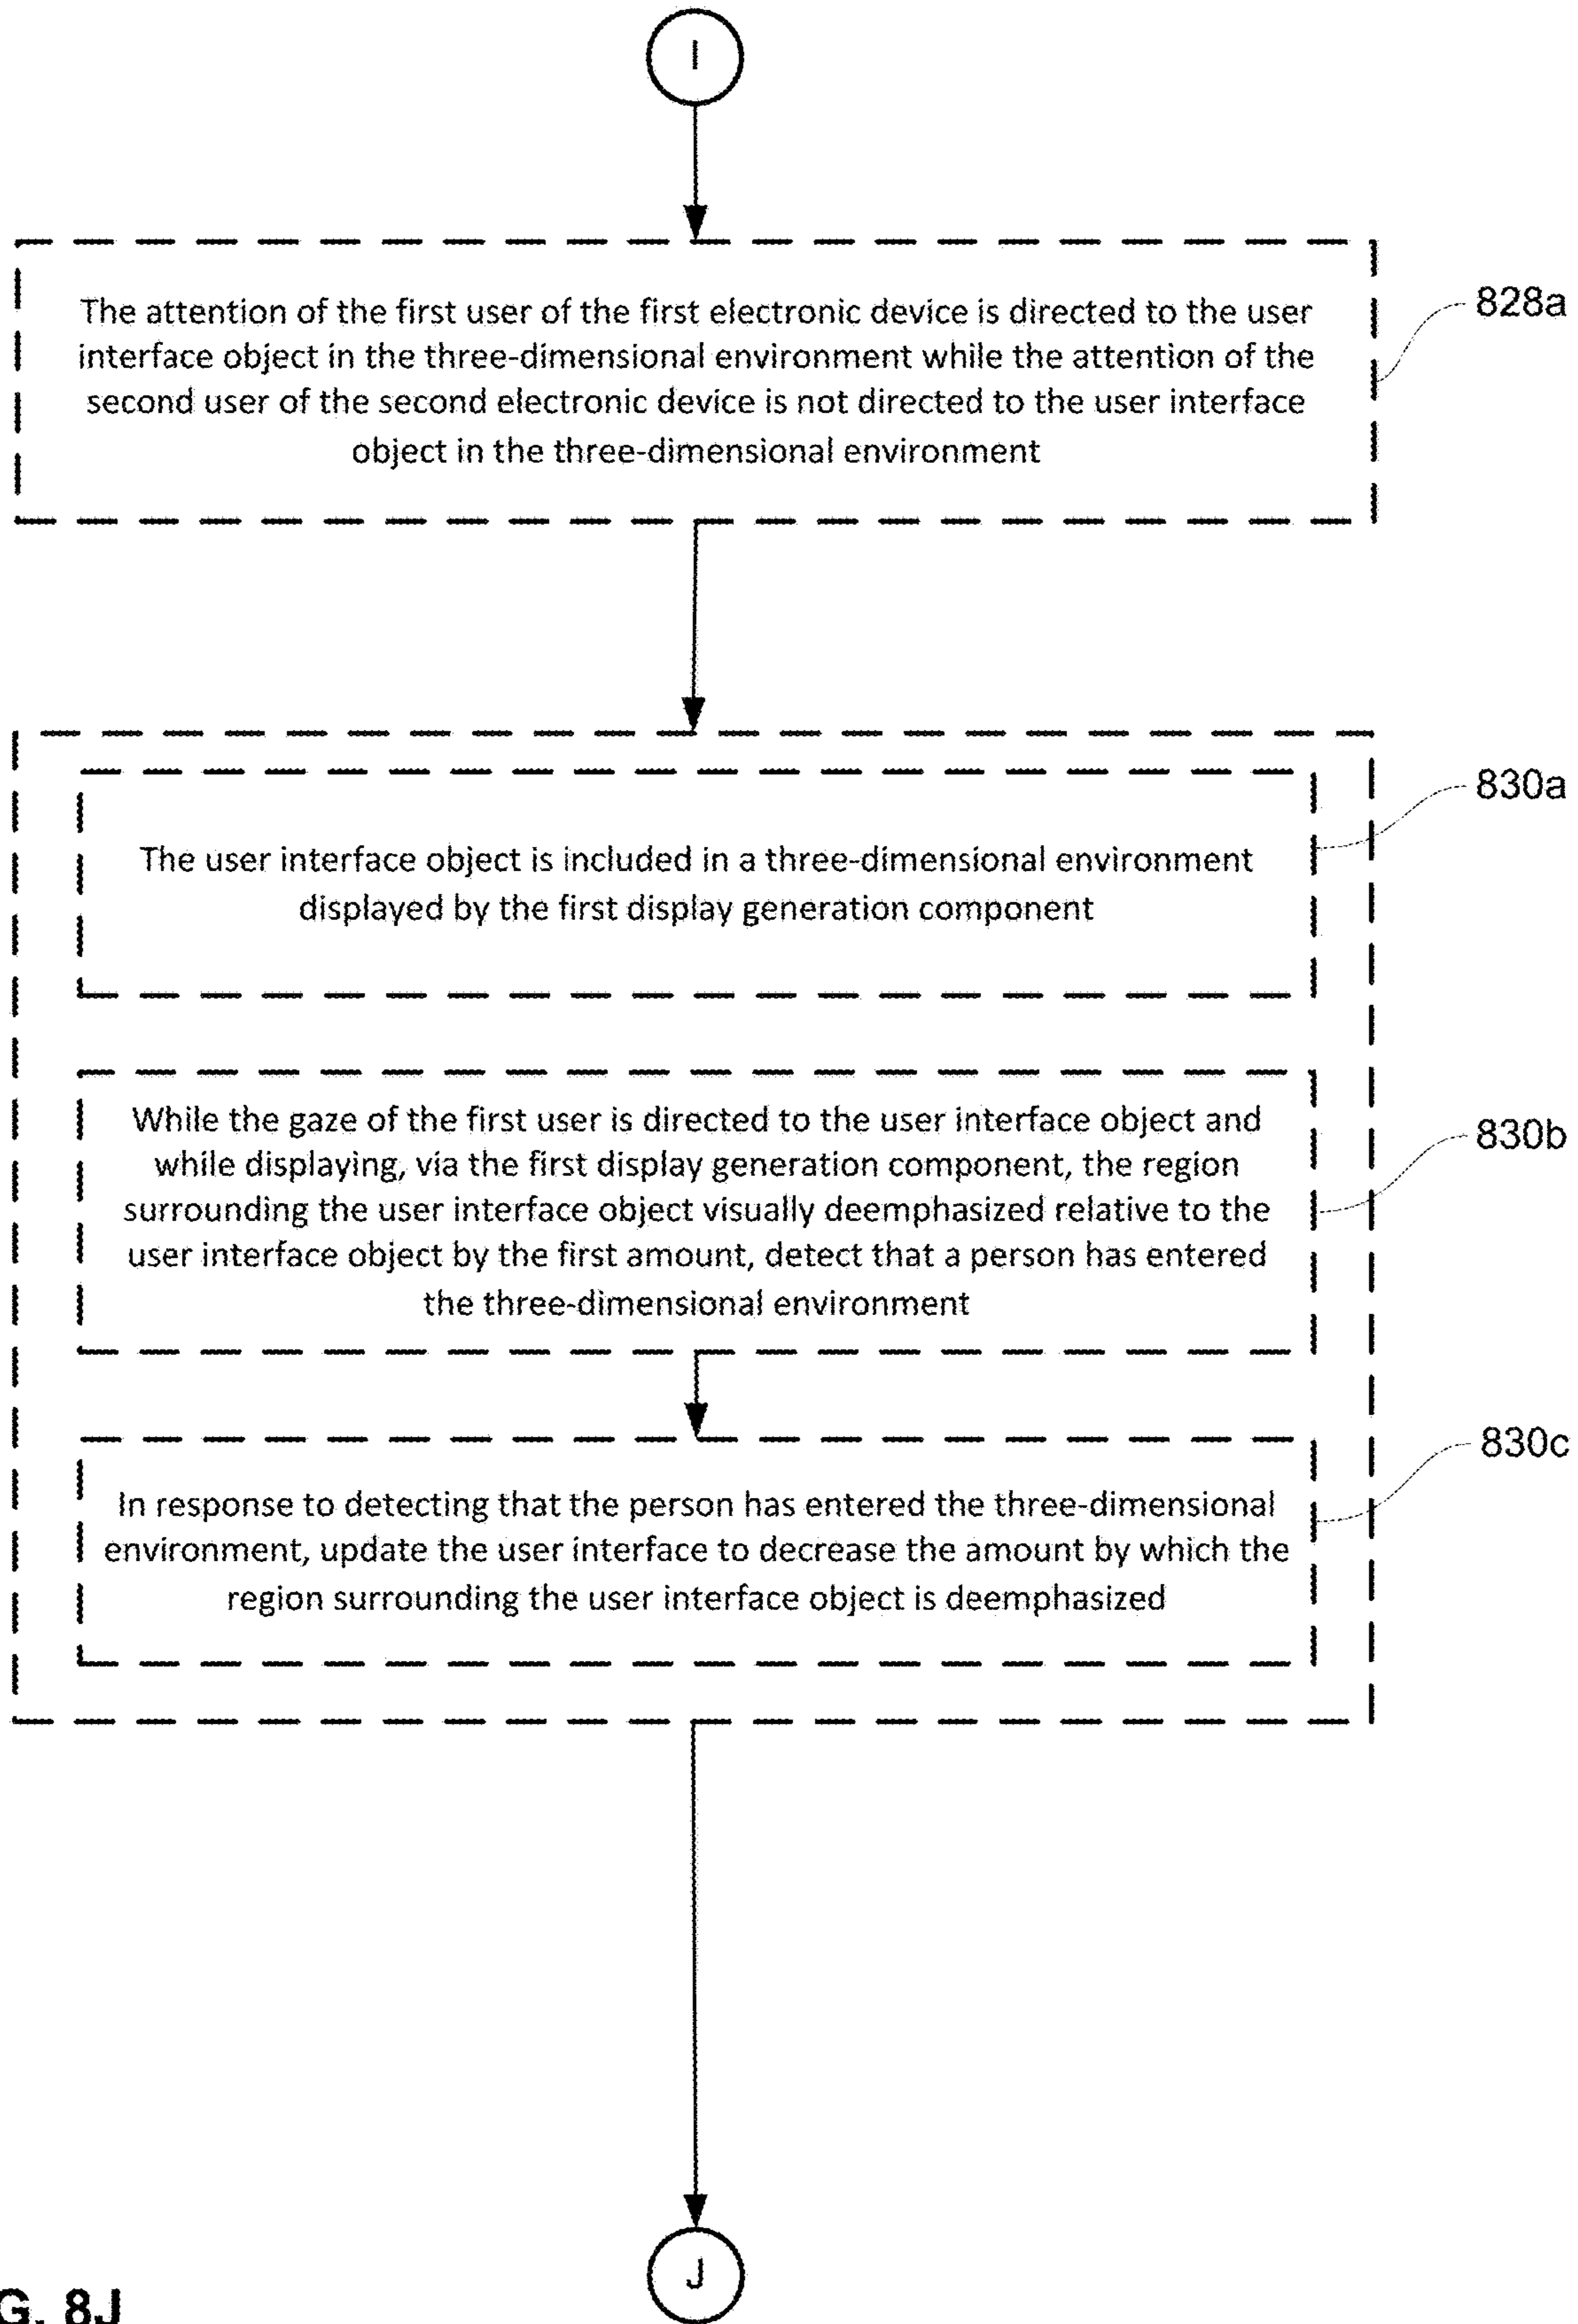 I
The attention of the first user of the first electronic device is directed to the user
interface object in the three-dimensional environment while the attention of the
second user of the second electronic device is not directed to the user interface
object in the three-dimensional environment
828a
The user interface object is included in a three-dimensional environment
displayed by the first display generation component
830a
While the gaze of the first user is directed to the user interface object and
while displaying, via the first display generation component, the region
surrounding the user interface object visually deemphasized relative to the
user interface object by the first amount, detect that a person has entered
the three-dimensional environment
830b
In response to detecting that the person has entered the three-dimensional
environment, update the user interface to decrease the amount by which the
region surrounding the user interface object is deemphasized
830c
J
G. 8J